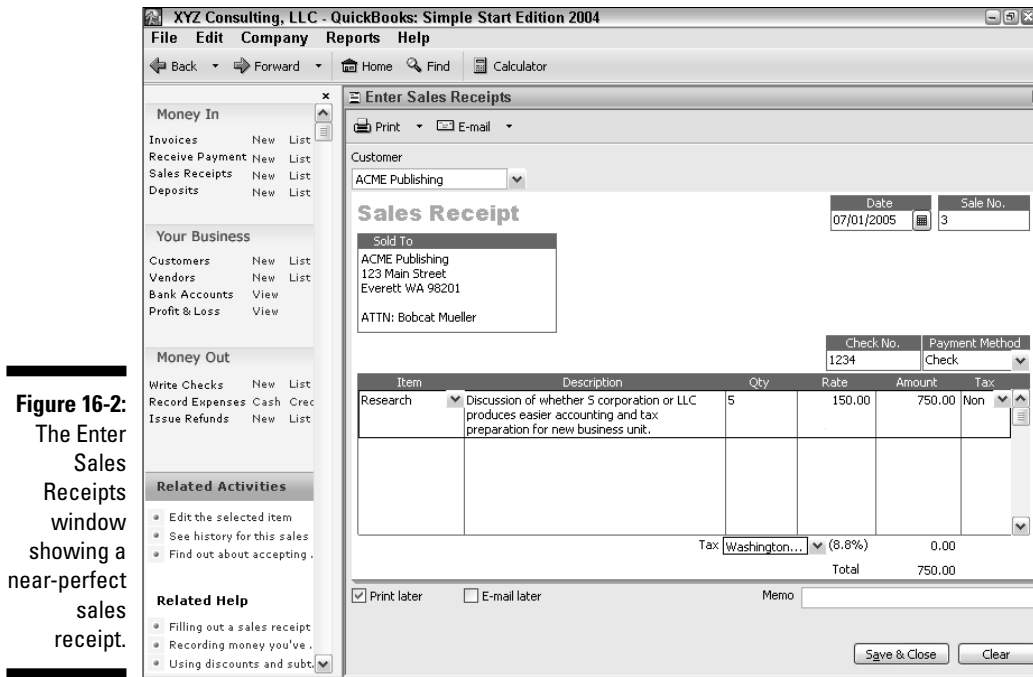 XYZ Consulting, LLC - QuickBooks: Simple Start Edition 2004
File Edit Company Reports Help
Back Forward Home Find Calculator
Money In
Invoices New List
Receive Payment New List
Sales Receipts New List
Deposits New List
Your Business
Customers New List
Vendors New List
Bank Accounts View
Profit & Loss View
Money Out
Write Checks New List
Record Expenses Cash Crec
Issue Refunds New List
Related Activities
Edit the selected item
See history for this sales
Find out about accepting .
Related Help
Filling out a sales receipt
Recording money you've .
Using discounts and subt.
Enter Sales Receipts
Print E-mail
Customer
ACME Publishing
Sales Receipt
Date Sale No.
07/01/2005 3
Sold To
ACME Publishing
123 Main Street
Everett WA 98201
ATTN: Bobcat Mueller
Check No. Payment Method
1234 Check
Item Description Qty Rate Amount Tax
Research Discussion of whether S corporation or LLC 5 150.00 750.00 Non
produces easier accounting and tax
preparation for new business unit.
Tax Washington... (8.8%) 0.00
Total 750.00
Print later E-mail later Memo
Save & Close Clear
Figure 16-2:
The Enter
Sales
Receipts
window
showing a
near-perfect
sales
receipt.